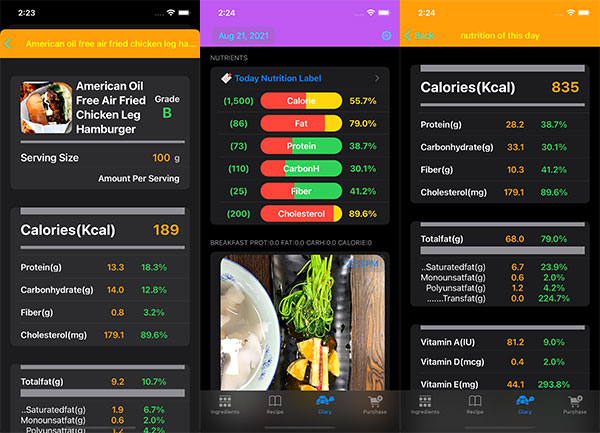 2:23
American oil free air fried chicken leg ha...
American Oil
Free Air Fried
Chicken Leg
Hamburger
Grade
B
Serving Size 100 g
Amount Per Serving
Calories(Kcal) 189
Protein(g) 13.3 18.3%
Carbonhydrate(g) 14.0 12.8%
Fiber(g) 0.8 3.2%
Cholesterol(mg) 179.1 89.6%
Totalfat(g) 9.2 10.7%
..Saturatedfat(g) 1.9 6.7%
Monounsatfat(g) 0.6 2.0%
Polyunsattat(g) 1.2 4.2%
2:24
Aug 21, 2021
NUTRIENTS
Today Nutrition Label
(1,500) Calorie 55.7%
(86) Fat 79.0%
(73) Protein 38.7%
(110) CarbonH 30.1%
(25) Fiber 41.2%
(200) Cholesterol 89.6%
BREAKFAST PROT:0.0 FAT:0.0 CARH:0.0 CALORIE:0
PM
Ingredients Recipe Diary Purchase
2:24
Back nutrition of this day
Calories(Kcal) 835
Protein(g) 28.2 38.7%
Carbonhydrate(g) 33.1 30.1%
Fiber(g) 10.3 41.2%
Cholesterol(mg) 179.1 89.6%
Totalfat(g) 68.0 79.0%
..Saturatedfat(g) 6.7 23.9%
Monounsatfat(g) 0.6 2.0%
Polyunsatfat(g) 1.2 4.2%
.......Transfat(g) 0.0 224.7%
Vitamin A(IU) 81.2 9.0%
Vitamin D(mcg) 0.4 2.0%
Vitamin E(mg) 44.1 293.8%
Ingredients Recipe Diary Purchase